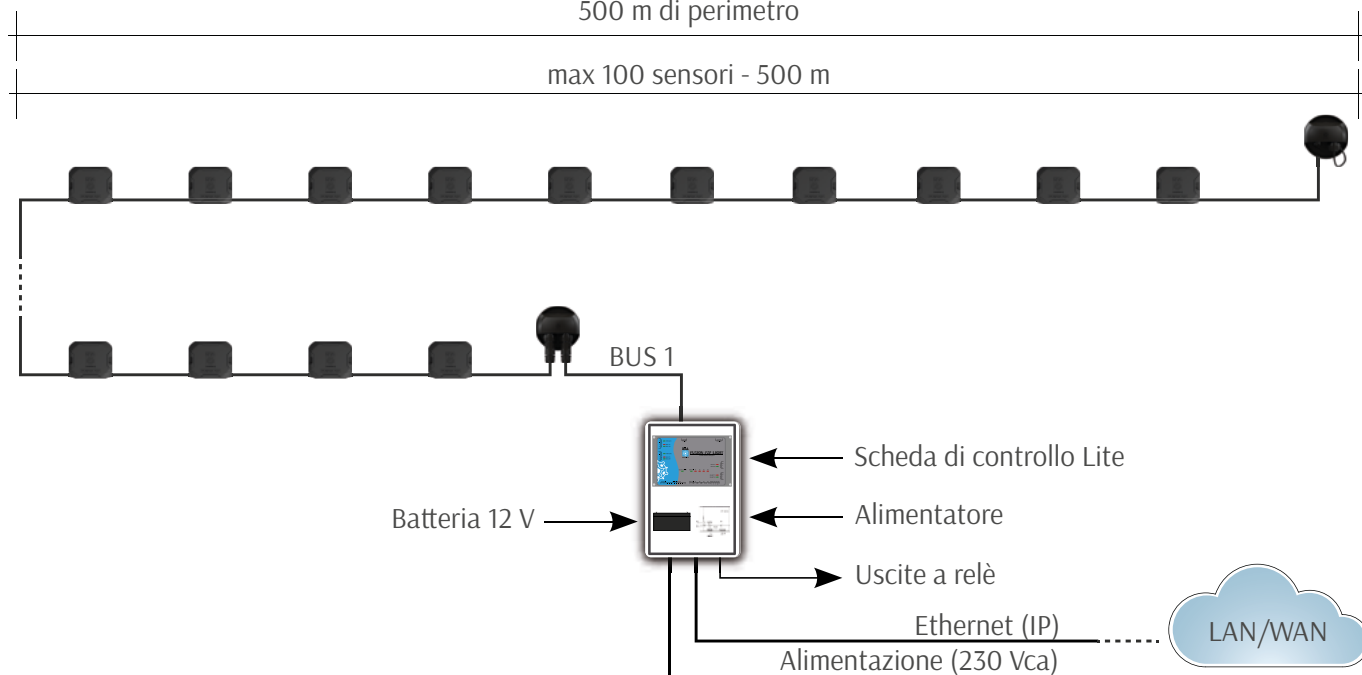 500 m di perimetro
max 100 sensori - 500 m
BUS 1
Scheda di controllo Lite
Batteria 12 V
Alimentatore
Uscite a relè
Ethernet (IP)
LAN/WAN
Alimentazione (230 Vca)